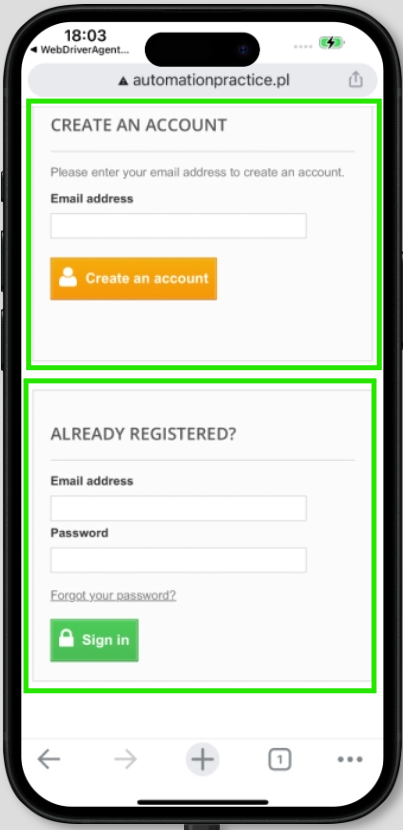 18:03
◀ WebDriverAgent...
▲ automationpractice.pl
CREATE AN ACCOUNT
Please enter your email address to create an account.
Email address
Create an account
ALREADY REGISTERED?
Email address
Password
Forgot your password?
Sign in
1